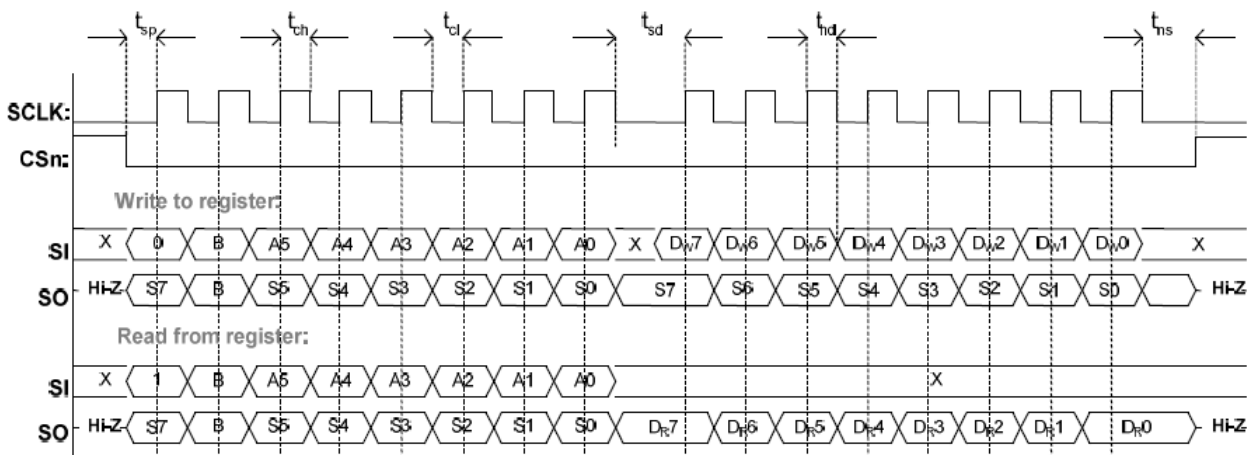 tsp tch tcl tsd thd tns
SCLK:
CSn:
Write to register:
SI X 0 B A5 A4 A3 A2 A1 A0 X DW7 DW6 DW5 DW4 DW3 DW2 DW1 DW0 X
SO Hi-Z S7 B S5 S4 S3 S2 S1 S0 S7 S6 S5 S4 S3 S2 S1 S0 Hi-Z
Read from register:
SI X 1 B A5 A4 A3 A2 A1 A0 X
SO Hi-Z S7 B S5 S4 S3 S2 S1 S0 DR7 DR6 DR5 DR4 DR3 DR2 DR1 DR0 Hi-Z